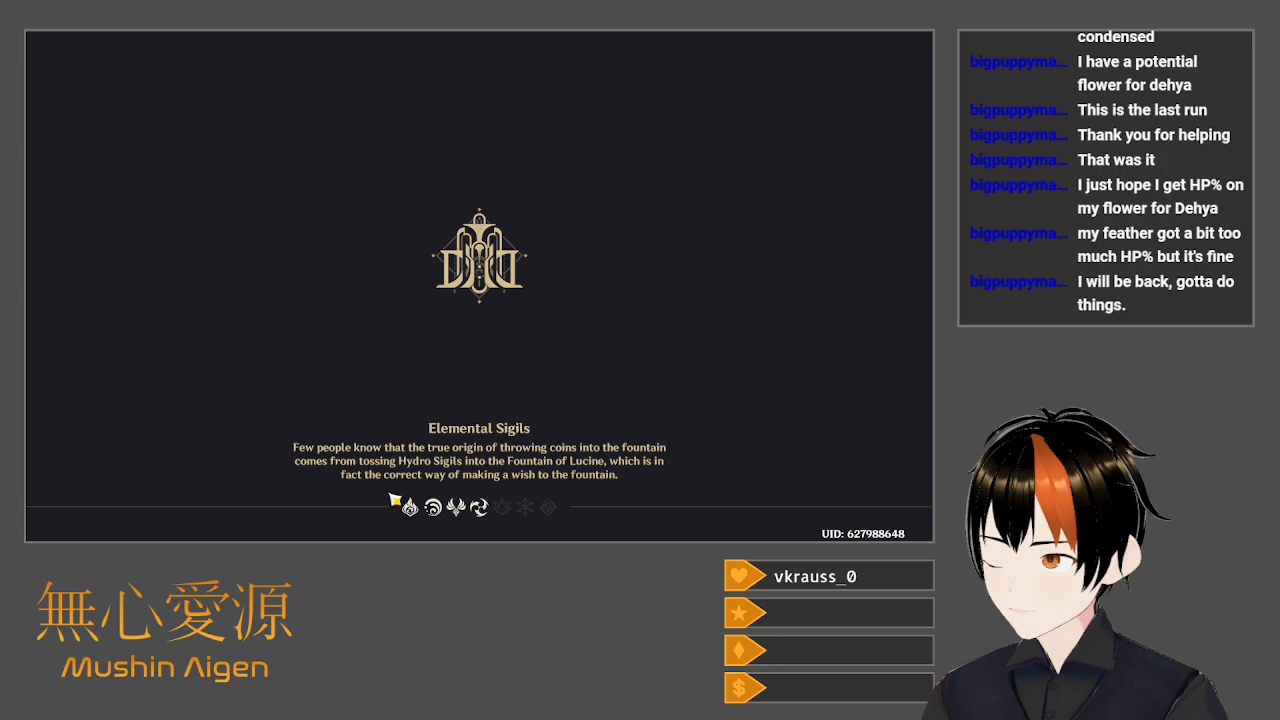 condensed
bigpuppyma... I have a potential
flower for dehya
bigpuppyma... This is the last run
bigpuppyma... Thank you for helping
bigpuppyma... That was it
bigpuppyma... I just hope I get HP% on
my flower for Dehya
bigpuppyma... my feather got a bit too
much HP% but it's fine
bigpuppyma... I will be back, gotta do
things.
Elemental Sigils
Few people know that the true origin of throwing coins into the fountain
comes from tossing Hydro Sigils into the Fountain of Lucine, which is in
fact the correct way of making a wish to the fountain.
UID: 627988648
vkrauss_0
$
無心愛源
Mushin Aigen